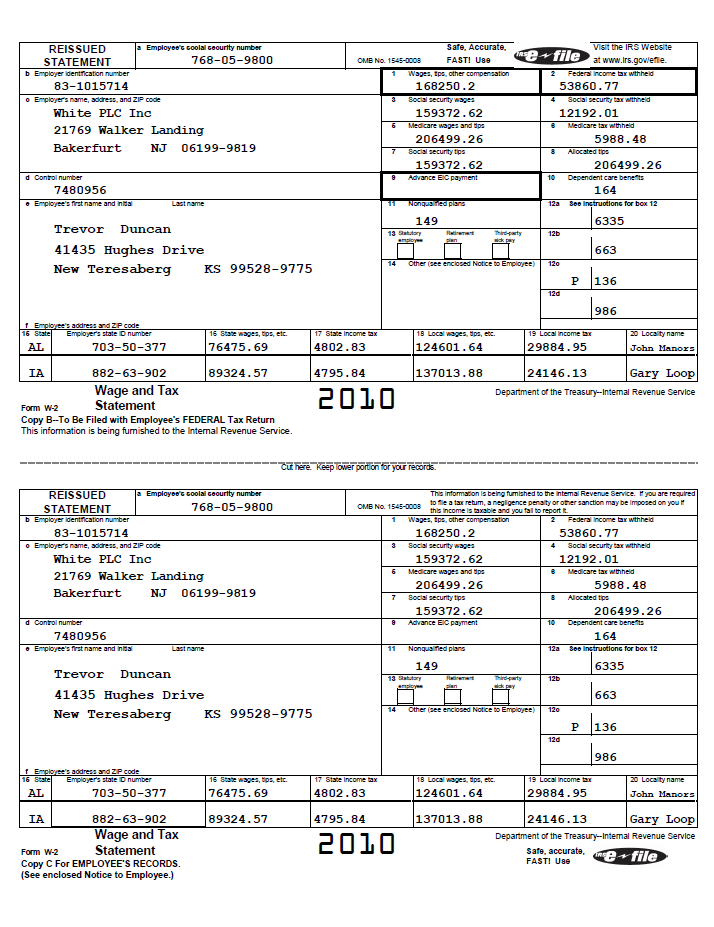 REISSUED STATEMENT
a Employee's social security number
768-05-9800
OMB No. 1545-0008
Safe, Accurate, FAST! Use
IRS e-file
Visit the IRS Website at www.irs.gov/efile.
b Employer identification number
83-1015714
1 Wages, tips, other compensation
168250.2
2 Federal income tax withheld
53860.77
c Employer's name, address, and ZIP code
White PLC Inc
21769 Walker Landing
Bakerfurt NJ 06199-9819
3 Social security wages
159372.62
4 Social security tax withheld
12192.01
5 Medicare wages and tips
206499.26
6 Medicare tax withheld
5988.48
7 Social security tips
159372.62
8 Allocated tips
206499.26
d Control number
7480956
9 Advance EIC payment
10 Dependent care benefits
164
e Employee's first name and initial Last name
Trevor Duncan
41435 Hughes Drive
New Teresaberg KS 99528-9775
11 Nonqualified plans
149
12a See instructions for box 12
6335
13 Statutory employee Retirement plan Third-party sick pay
12b
663
14 Other (see enclosed Notice to Employee)
12c
P 136
12d
986
f Employee's address and ZIP code
15 State Employer's state ID number 16 State wages, tips, etc. 17 State income tax 18 Local wages, tips, etc. 19 Local income tax 20 Locality name
AL 703-50-377 76475.69 4802.83 124601.64 29884.95 John Manors
IA 882-63-902 89324.57 4795.84 137013.88 24146.13 Gary Loop
Form W-2 Wage and Tax Statement
2010
Department of the Treasury--Internal Revenue Service
Copy B--To Be Filed with Employee's FEDERAL Tax Return
This information is being furnished to the Internal Revenue Service.
Cut here. Keep lower portion for your records.
REISSUED STATEMENT
a Employee's social security number
768-05-9800
OMB No. 1545-0008
This information is being furnished to the Internal Revenue Service. If you are required
to file a tax return, a negligence penalty or other sanction may be imposed on you if
this income is taxable and you fail to report it.
b Employer identification number
83-1015714
1 Wages, tips, other compensation
168250.2
2 Federal income tax withheld
53860.77
c Employer's name, address, and ZIP code
White PLC Inc
21769 Walker Landing
Bakerfurt NJ 06199-9819
3 Social security wages
159372.62
4 Social security tax withheld
12192.01
5 Medicare wages and tips
206499.26
6 Medicare tax withheld
5988.48
7 Social security tips
159372.62
8 Allocated tips
206499.26
d Control number
7480956
9 Advance EIC payment
10 Dependent care benefits
164
e Employee's first name and initial Last name
Trevor Duncan
41435 Hughes Drive
New Teresaberg KS 99528-9775
11 Nonqualified plans
149
12a See instructions for box 12
6335
13 Statutory employee Retirement plan Third-party sick pay
12b
663
14 Other (see enclosed Notice to Employee)
12c
P 136
12d
986
f Employee's address and ZIP code
15 State Employer's state ID number 16 State wages, tips, etc. 17 State income tax 18 Local wages, tips, etc. 19 Local income tax 20 Locality name
AL 703-50-377 76475.69 4802.83 124601.64 29884.95 John Manors
IA 882-63-902 89324.57 4795.84 137013.88 24146.13 Gary Loop
Form W-2 Wage and Tax Statement
2010
Department of the Treasury--Internal Revenue Service
Copy C For EMPLOYEE'S RECORDS.
(See enclosed Notice to Employee.)
Safe, accurate, FAST! Use
IRS e-file